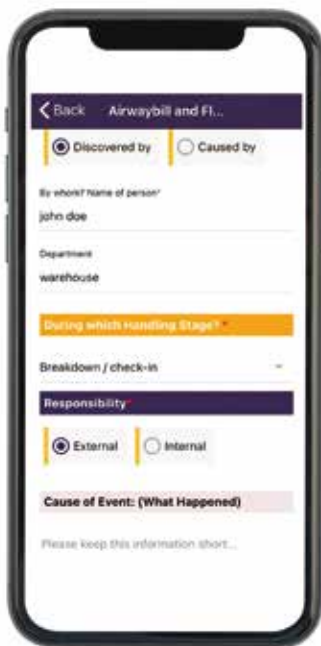 Back Airwaybill and Fl...
Discovered by Caused by
By whom? Name of person*
john doe
Department
warehouse
During which Handling Stage? *
Breakdown / check-in
Responsibility*
External Internal
Cause of Event: (What Happened)
Please keep this information short...